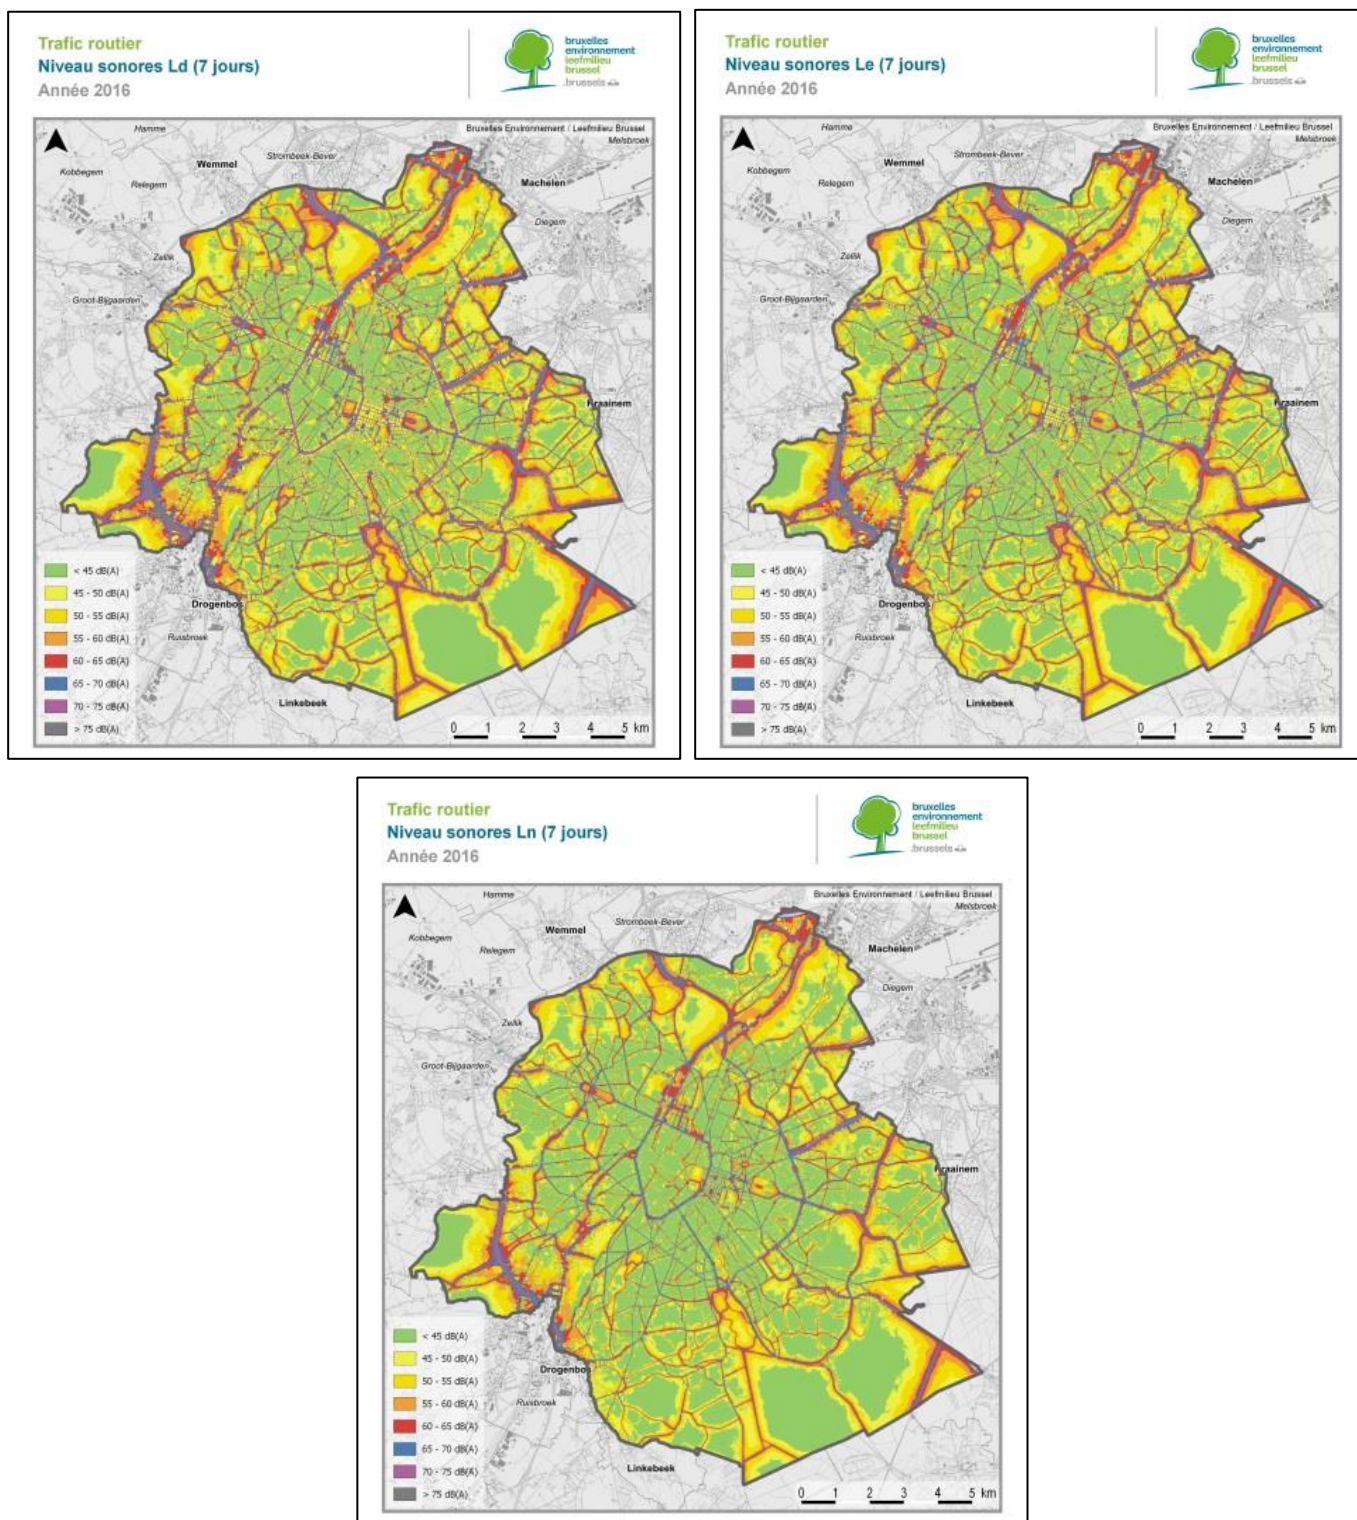 Trafic routier
Niveau sonores Ld (7 jours)
Année 2016
bruxelles
environnement
leefmilieu
brussel
.brussels
Bruxelles Environnement / Leefmilieu Brussel
Hamme
Melsbroek
Strombeek-Bever
Wemmel
Kobbegem
Relegem
Machelen
Diegem
Zellik
Groot-Bijgaarden
Kraainem
< 45 dB(A)
45 - 50 dB(A)
50 - 55 dB(A)
55 - 60 dB(A)
60 - 65 dB(A)
65 - 70 dB(A)
70 - 75 dB(A)
> 75 dB(A)
Drogenbos
Ruisbroek
Linkebeek
0 1 2 3 4 5 km
Trafic routier
Niveau sonores Le (7 jours)
Année 2016
bruxelles
environnement
leefmilieu
brussel
.brussels
Bruxelles Environnement / Leefmilieu Brussel
Hamme
Melsbroek
Strombeek-Bever
Wemmel
Kobbegem
Relegem
Machelen
Diegem
Zellik
Groot-Bijgaarden
Kraainem
< 45 dB(A)
45 - 50 dB(A)
50 - 55 dB(A)
55 - 60 dB(A)
60 - 65 dB(A)
65 - 70 dB(A)
70 - 75 dB(A)
> 75 dB(A)
Drogenbos
Ruisbroek
Linkebeek
0 1 2 3 4 5 km
Trafic routier
Niveau sonores Ln (7 jours)
Année 2016
bruxelles
environnement
leefmilieu
brussel
.brussels
Bruxelles Environnement / Leefmilieu Brussel
Hamme
Melsbroek
Strombeek-Bever
Wemmel
Kobbegem
Relegem
Machelen
Diegem
Zellik
Groot-Bijgaarden
Kraainem
< 45 dB(A)
45 - 50 dB(A)
50 - 55 dB(A)
55 - 60 dB(A)
60 - 65 dB(A)
65 - 70 dB(A)
70 - 75 dB(A)
> 75 dB(A)
Drogenbos
Ruisbroek
Linkebeek
0 1 2 3 4 5 km